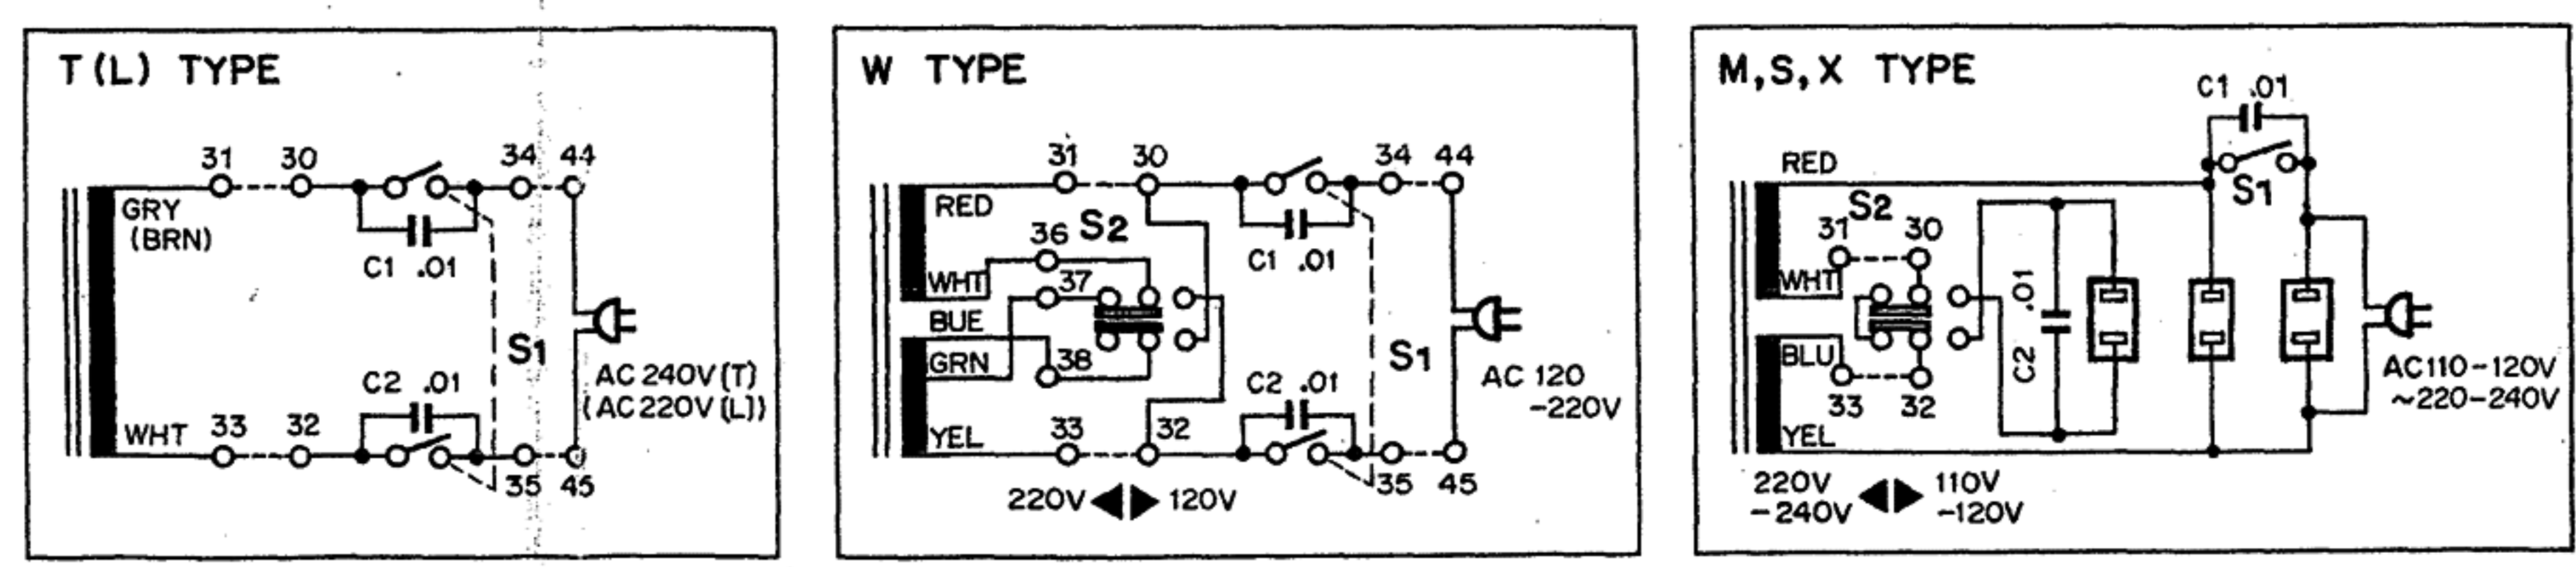 T(L) TYPE
31 30 34 44
GRY
(BRN)
C1 .01
S1
AC 240V(T)
(AC 220V(L))
C2 .01
WHT 33 32
35 45
W TYPE
31 30 34 44
RED
36 S2
C1 .01
WHT 37
BUE
GRN 38
S1
AC 120
-220V
C2 .01
YEL 33 32
35 45
220V ◀▶ 120V
M,S,X TYPE
C1 .01
RED
S1
S2
31 30
WHT
C2 .01
BLU
33 32
YEL
AC110-120V
~220-240V
220V
-240V ◀▶ 110V
-120V